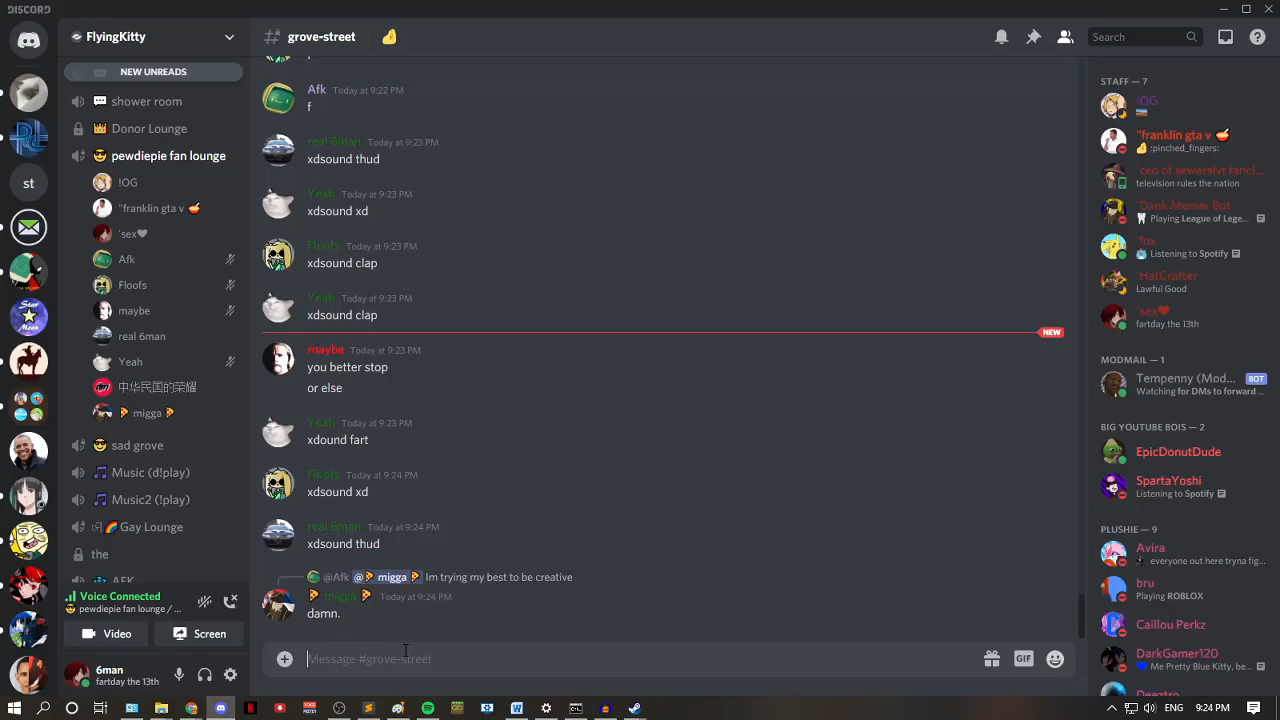 DISCORD
FlyingKitty
NEW UNREADS
shower room
Donor Lounge
pewdiepie fan lounge
!OG
"franklin gta v
'sex
Afk
Floofs
maybe
real 6man
Yeah
中华民国的荣耀
migga
sad grove
Music (d!play)
Music2 (!play)
Gay Lounge
the
AFK
Voice Connected
pewdiepie fan lounge / ...
Video
Screen
6man
fartday the 13th
# grove-street
Search
Afk Today at 9:22 PM
f
real 6man Today at 9:23 PM
xdsound thud
Yeah Today at 9:23 PM
xdsound xd
Floofs Today at 9:23 PM
xdsound clap
Yeah Today at 9:23 PM
xdsound clap
NEW
maybe Today at 9:23 PM
you better stop
or else
Yeah Today at 9:23 PM
xdound fart
Floofs Today at 9:24 PM
xdsound xd
real 6man Today at 9:24 PM
xdsound thud
@Afk @ migga Im trying my best to be creative
migga Today at 9:24 PM
damn.
Message #grove-street
GIF
STAFF — 7
!OG
"franklin gta v
:pinched_fingers:
'ceo of sewerslvt fancl...
television rules the nation
'Dank Memer Bot
Playing League of Lege...
'fox
Listening to Spotify
"HatCrafter
Lawful Good
'sex
fartday the 13th
MODMAIL — 1
Tempenny (Mod... BOT
Watching for DMs to forward ...
BIG YOUTUBE BOIS — 2
EpicDonutDude
SpartaYoshi
Listening to Spotify
PLUSHIE — 9
Avira
everyone out here tryna fig...
bru
Playing ROBLOX
Caillou Perkz
DarkGamer120
Me Pretty Blue Kitty, be...
Deeztro
ENG 9:24 PM